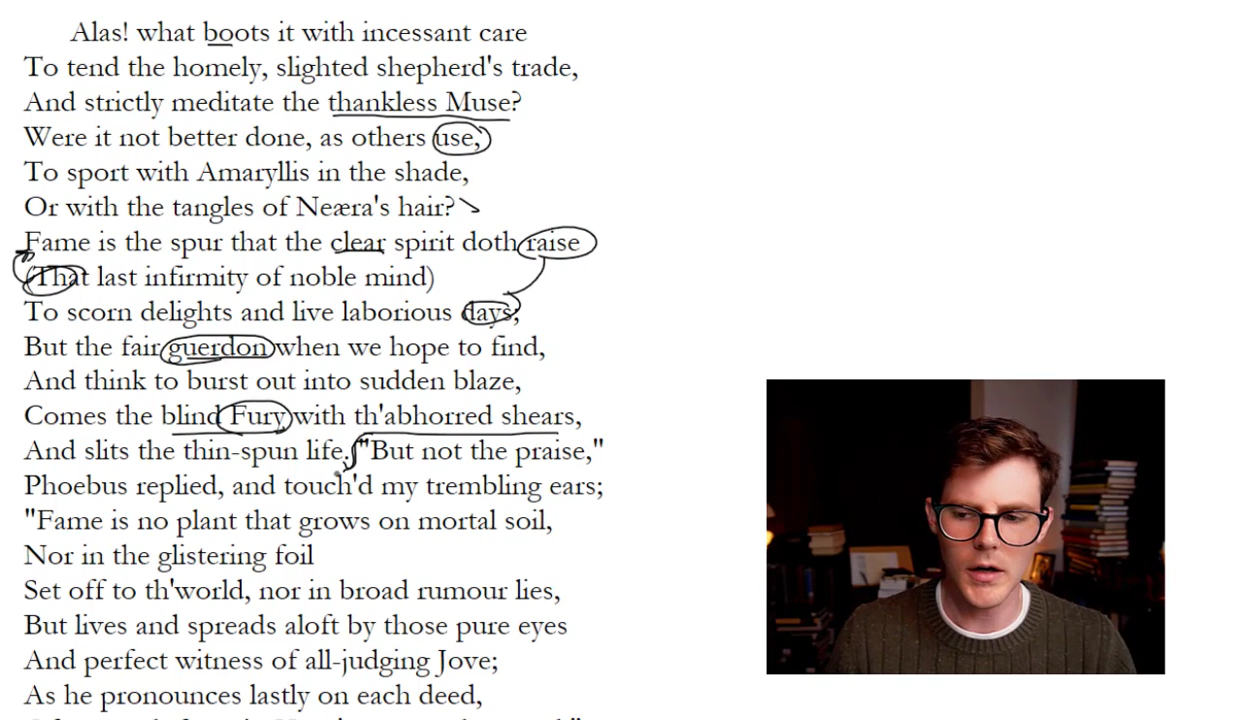 Alas! what boots it with incessant care
To tend the homely, slighted shepherd's trade,
And strictly meditate the thankless Muse?
Were it not better done, as others use,
To sport with Amaryllis in the shade,
Or with the tangles of Neæra's hair?
Fame is the spur that the clear spirit doth raise
(That last infirmity of noble mind)
To scorn delights and live laborious days;
But the fair guerdon when we hope to find,
And think to burst out into sudden blaze,
Comes the blind Fury with th'abhorred shears,
And slits the thin-spun life. "But not the praise,"
Phoebus replied, and touch'd my trembling ears;
"Fame is no plant that grows on mortal soil,
Nor in the glistering foil
Set off to th'world, nor in broad rumour lies,
But lives and spreads aloft by those pure eyes
And perfect witness of all-judging Jove;
As he pronounces lastly on each deed,